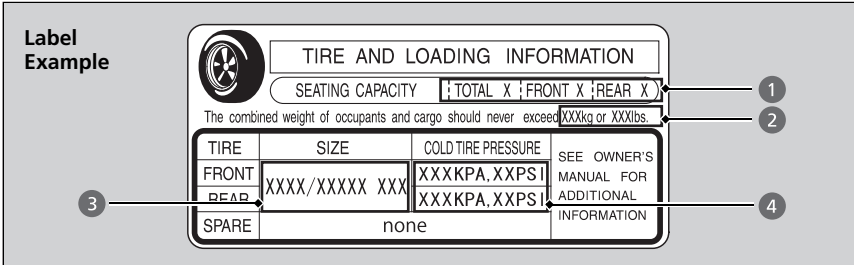 Label
Example
TIRE AND LOADING INFORMATION
SEATING CAPACITY TOTAL X FRONT X REAR X
1
The combined weight of occupants and cargo should never exceed XXXkg or XXXlbs.
2
TIRE SIZE COLD TIRE PRESSURE
SEE OWNER'S
MANUAL FOR
ADDITIONAL
INFORMATION
FRONT XXXX/XXXXX XXX XXXKPA,XXPSI
REAR XXXKPA,XXPSI
3
4
SPARE none